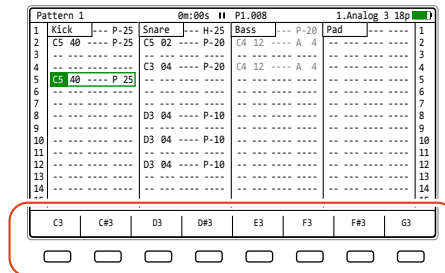 Pattern 1 0m:00s P1.008 1.Analog 3 18p
1 Kick --- P-25 Snare --- H-25 Bass --- P-20 Pad --- ---- 1
2 C5 40 ---- P-25 C5 02 ---- P-20 C4 12 ---- A 4 -- -- ---- ---- 2
3 -- -- ---- ---- -- -- ---- ---- -- -- ---- ---- -- -- ---- ---- 3
4 -- -- ---- ---- C3 04 ---- P-20 C4 12 ---- A 4 -- -- ---- ---- 4
5 C5 40 ---- P 25 -- -- ---- ---- -- -- ---- ---- -- -- ---- ---- 5
6 -- -- ---- ---- -- -- ---- ---- -- -- ---- ---- -- -- ---- ---- 6
7 -- -- ---- ---- -- -- ---- ---- -- -- ---- ---- -- -- ---- ---- 7
8 -- -- ---- ---- D3 04 ---- P-10 -- -- ---- ---- -- -- ---- ---- 8
9 -- -- ---- ---- -- -- ---- ---- -- -- ---- ---- -- -- ---- ---- 9
10 -- -- ---- ---- D3 04 ---- P-10 -- -- ---- ---- -- -- ---- ---- 10
11 -- -- ---- ---- -- -- ---- ---- -- -- ---- ---- -- -- ---- ---- 11
12 -- -- ---- ---- D3 04 ---- P-10 -- -- ---- ---- -- -- ---- ---- 12
13 -- -- ---- ---- -- -- ---- ---- -- -- ---- ---- -- -- ---- ---- 13
14 -- -- ---- ---- -- -- ---- ---- -- -- ---- ---- -- -- ---- ---- 14
C3 C#3 D3 D#3 E3 F3 F#3 G3